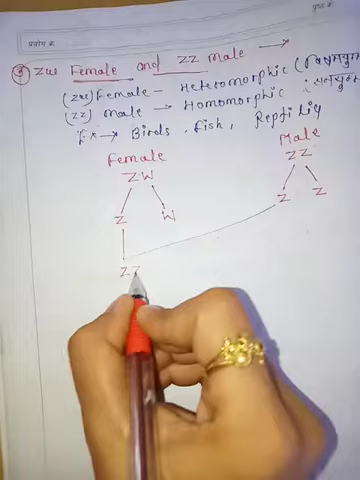 प्रयोग क्र. पृष्ठ क्र.
④ ZW Female and ZZ Male →
(ZW) Female - Heteromorphic (विषमयुग्म
(ZZ) Male → Homomorphic (समयुग्म
Ex → Birds, fish, Reptiliy
Female Male
ZW ZZ
Z W Z Z
ZZ